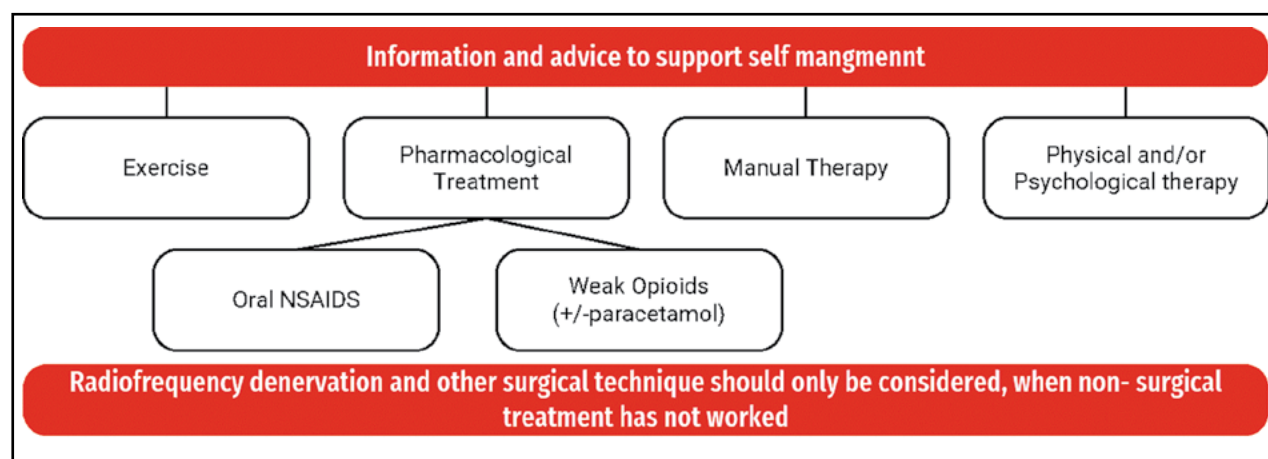 Information and advice to support self mangmennt
Exercise
Pharmacological
Treatment
Manual Therapy
Physical and/or
Psychological therapy
Oral NSAIDS
Weak Opioids
(+/-paracetamol)
Radiofrequency denervation and other surgical technique should only be considered, when non- surgical
treatment has not worked